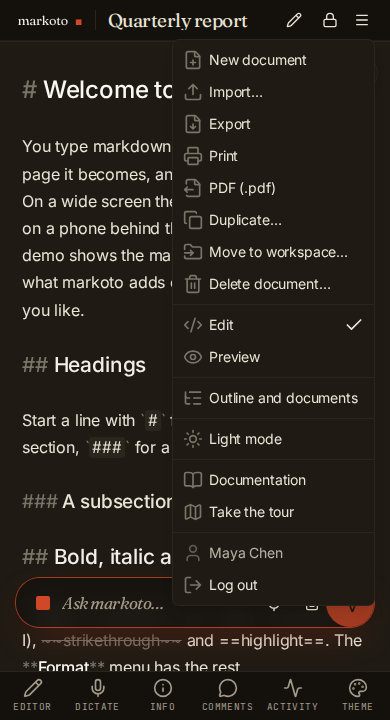 markoto
Quarterly report
# Welcome to
You type markdown
page it becomes, an
On a wide screen the
on a phone behind t
demo shows the ma
what markoto adds
you like.
## Headings
Start a line with `#`
section, `###` for a
### A subsection
## Bold, italic a
New document
Import…
Export
Print
PDF (.pdf)
Duplicate…
Move to workspace…
Delete document…
Edit
Preview
Outline and documents
Light mode
Documentation
Take the tour
Maya Chen
Log out
Ask markoto…
I), ~~strikethrough~~ and ==highlight==. The
**Format** menu has the rest
EDITOR
DICTATE
INFO
COMMENTS
ACTIVITY
THEME